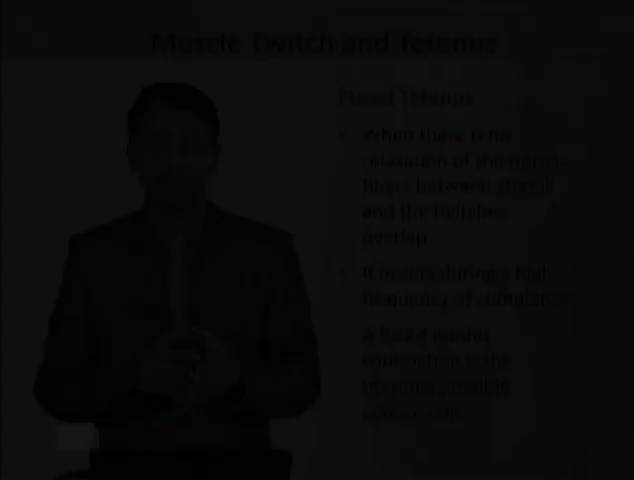 Muscle Twitch and Tetanus
Fused Tetanus
• When there is no
relaxation of the muscle
fibers between stimuli
and the twitches
overlap.
• It occurs during a high
frequency of stimulation
A fused tetanic
contraction is the
maximal possible
contraction.